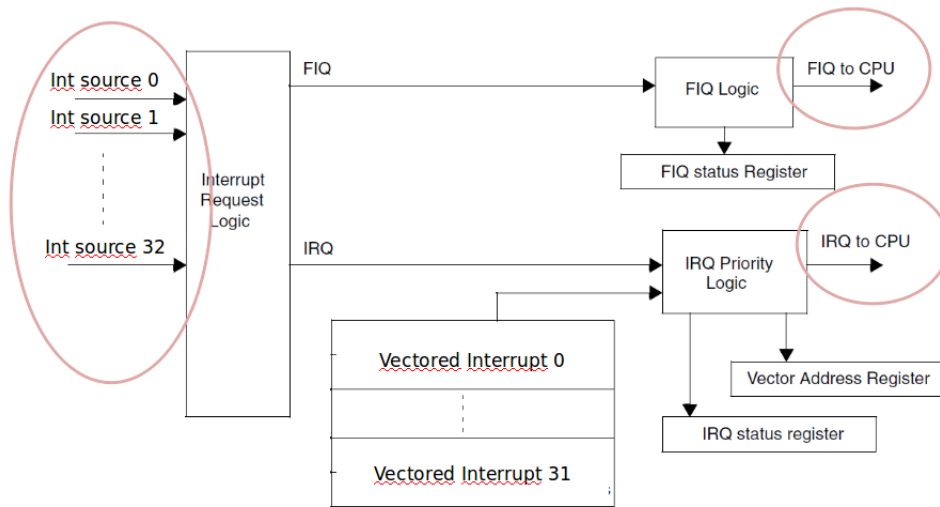 Int source 0
Int source 1
Int source 32
Interrupt
Request
Logic
FIQ
FIQ Logic
FIQ to CPU
FIQ status Register
IRQ
IRQ Priority
Logic
IRQ to CPU
Vectored Interrupt 0
Vectored Interrupt 31
;
Vector Address Register
IRQ status register